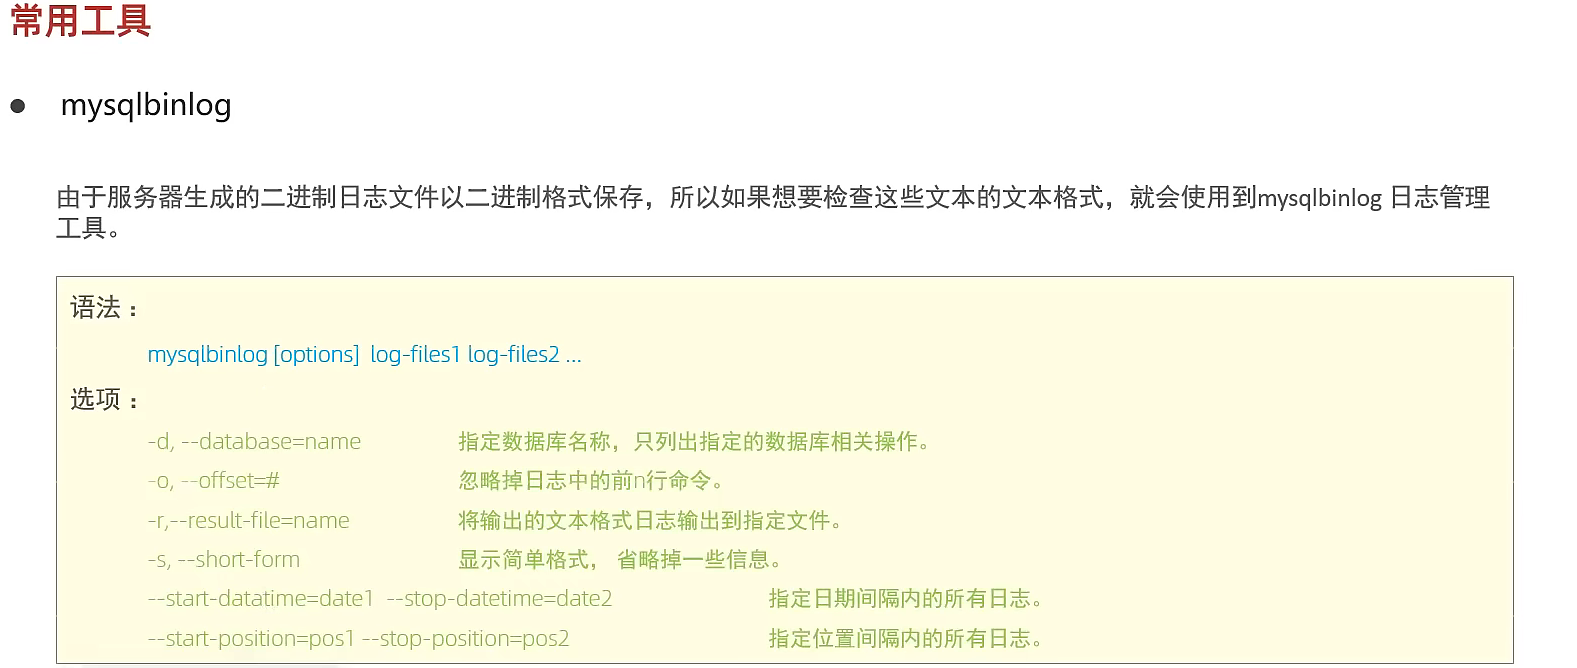 常用工具
● mysqlbinlog
由于服务器生成的二进制日志文件以二进制格式保存，所以如果想要检查这些文本的文本格式，就会使用到mysqlbinlog 日志管理
工具。
语法：
mysqlbinlog [options] log-files1 log-files2 ...
选项：
-d, --database=name 指定数据库名称，只列出指定的数据库相关操作。
-o, --offset=# 忽略掉日志中的前n行命令。
-r,--result-file=name 将输出的文本格式日志输出到指定文件。
-s, --short-form 显示简单格式， 省略掉一些信息。
--start-datatime=date1 --stop-datetime=date2 指定日期间隔内的所有日志。
--start-position=pos1 --stop-position=pos2 指定位置间隔内的所有日志。